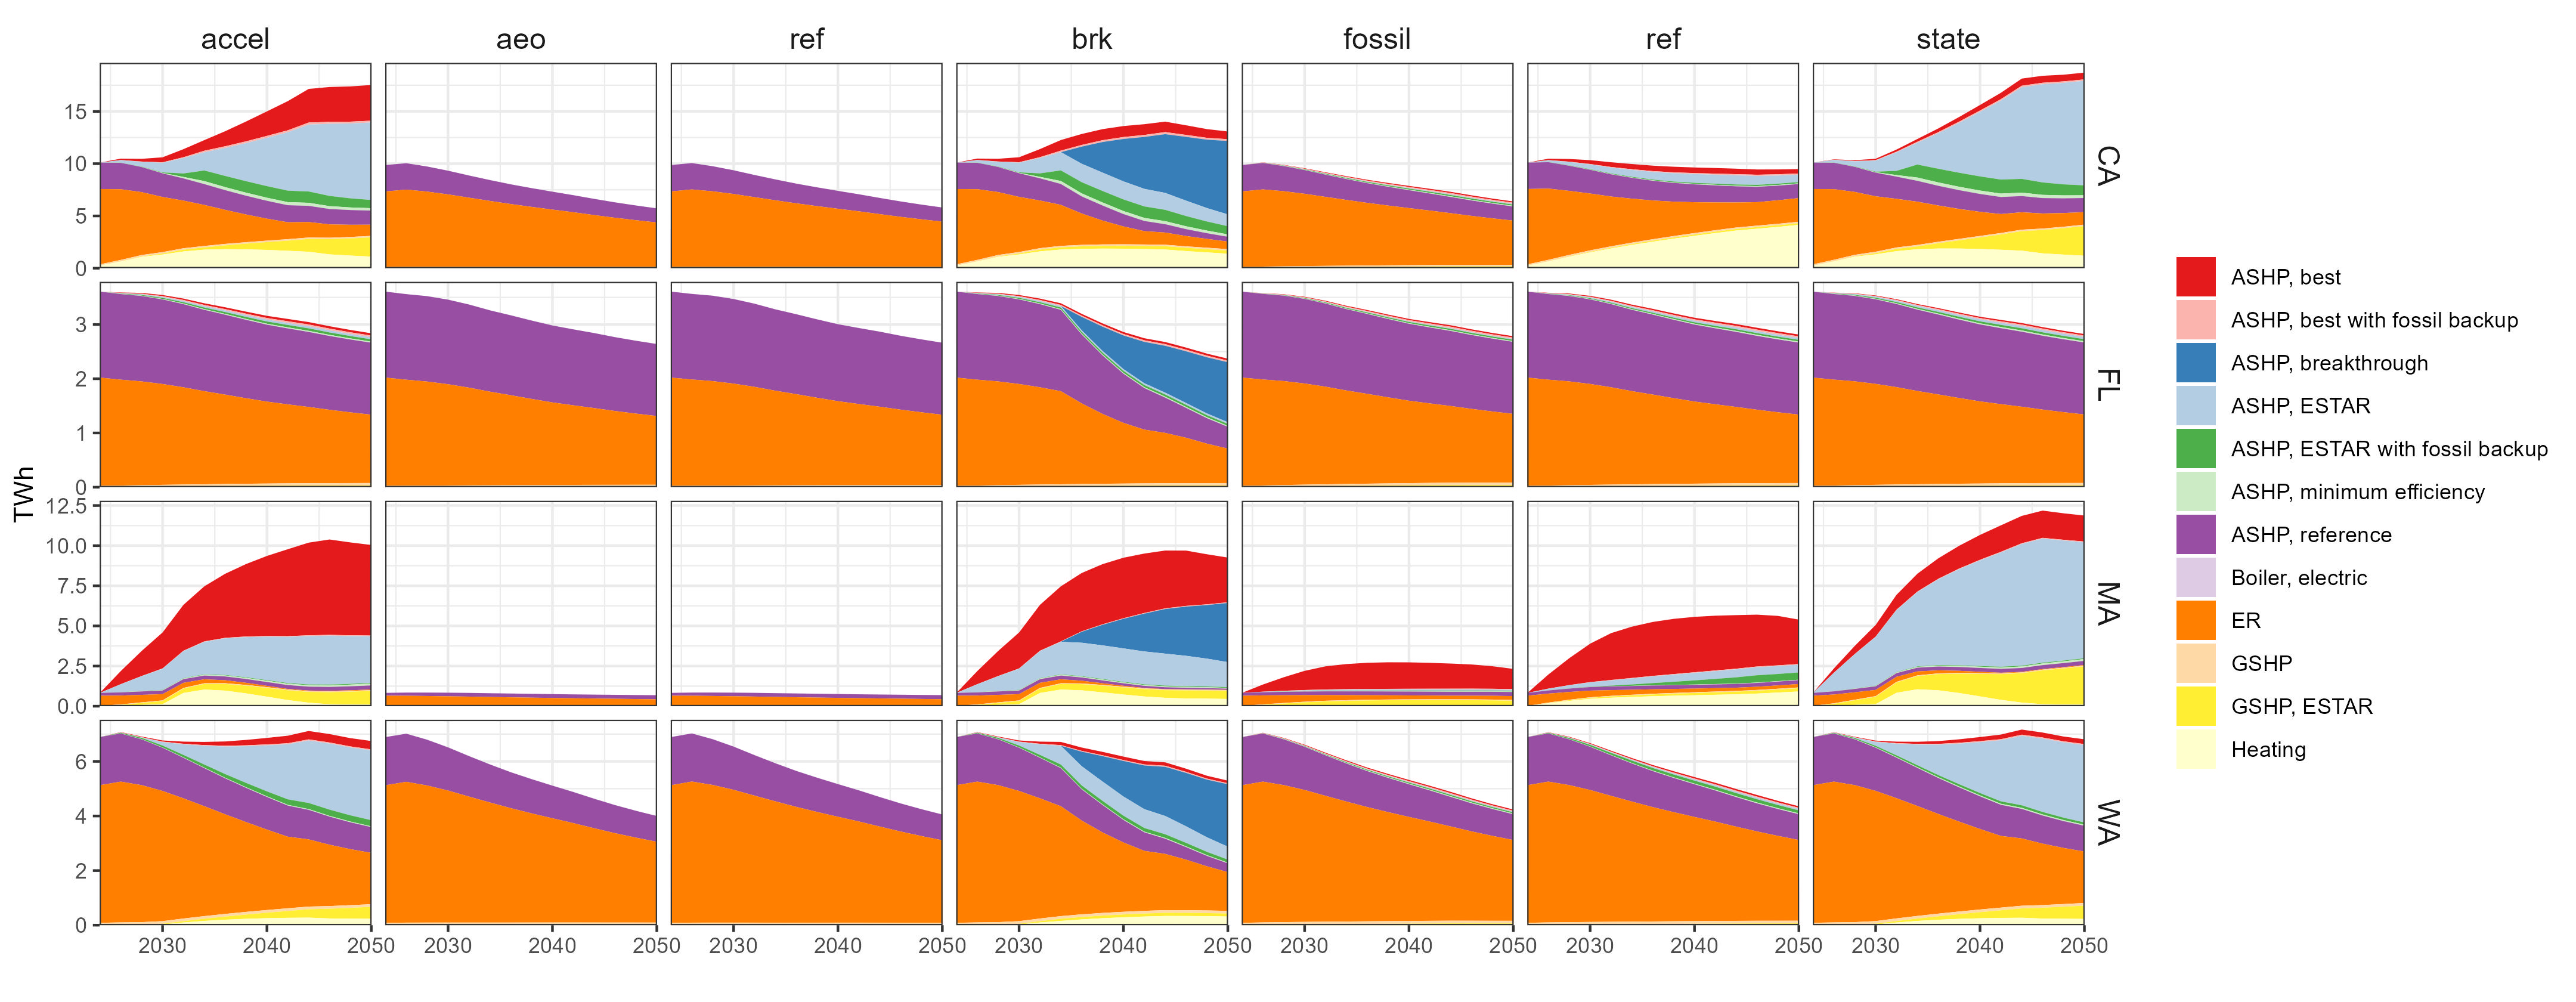 accel aeo ref brk fossil ref state
15
10
5
0
CA
3
2
1
0
FL
TWh
12.5
10.0
7.5
5.0
2.5
0.0
MA
6
4
2
0
WA
2030 2040 2050 2030 2040 2050 2030 2040 2050 2030 2040 2050 2030 2040 2050 2030 2040 2050 2030 2040 2050
ASHP, best
ASHP, best with fossil backup
ASHP, breakthrough
ASHP, ESTAR
ASHP, ESTAR with fossil backup
ASHP, minimum efficiency
ASHP, reference
Boiler, electric
ER
GSHP
GSHP, ESTAR
Heating